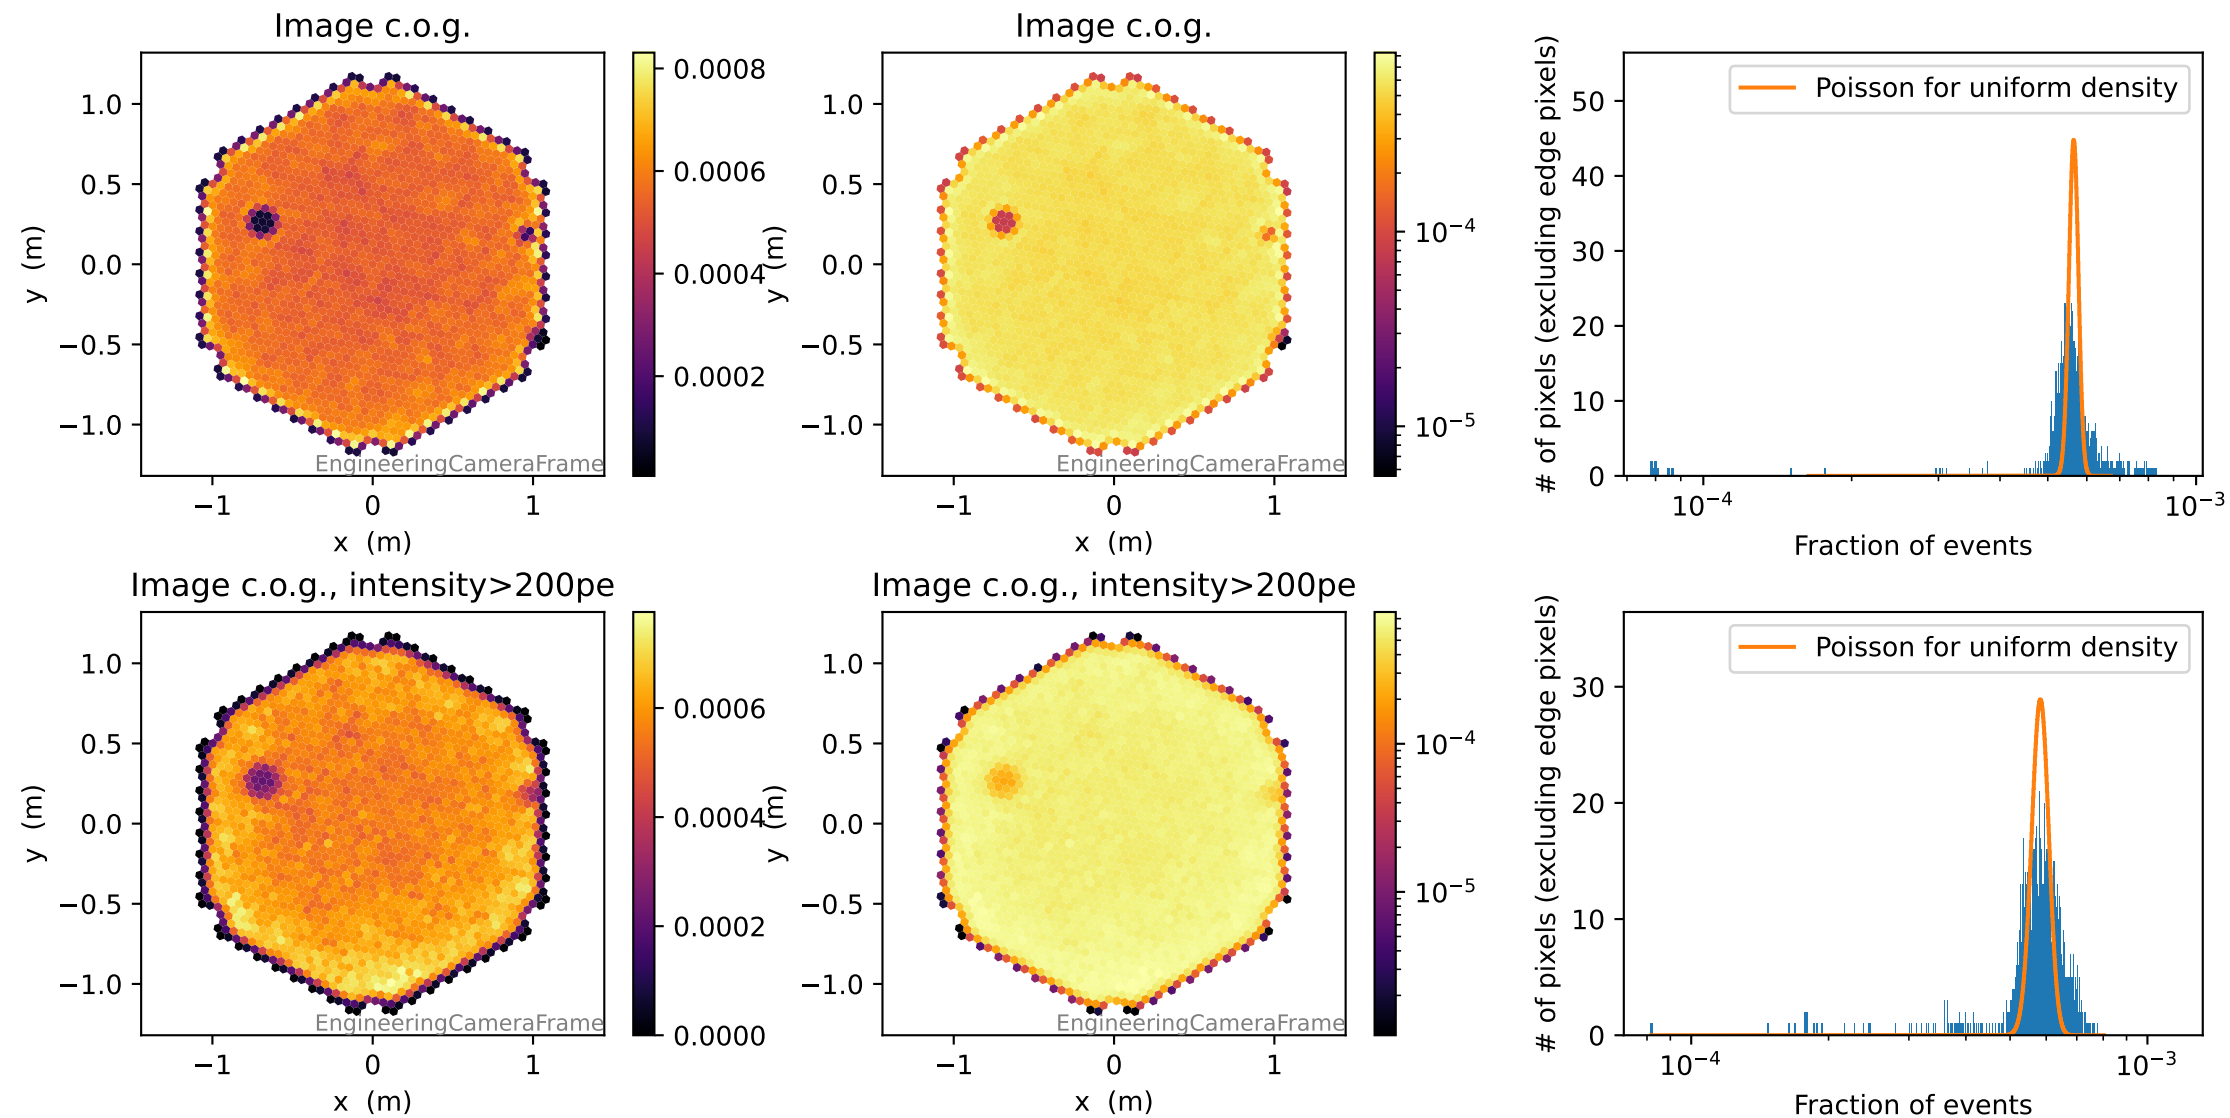 Image c.o.g.
1.0
0.5
0.0
−0.5
−1.0
y (m)
−1
0
1
x (m)
EngineeringCameraFrame
0.0008
0.0006
0.0004
0.0002
Image c.o.g.
1.0
0.5
0.0
−0.5
−1.0
y (m)
−1
0
1
x (m)
EngineeringCameraFrame
10−4
10−5
# of pixels (excluding edge pixels)
50
40
30
20
10
0
Poisson for uniform density
10−4
10−3
Fraction of events
Image c.o.g., intensity>200pe
1.0
0.5
0.0
−0.5
−1.0
y (m)
−1
0
1
x (m)
EngineeringCameraFrame
0.0006
0.0004
0.0002
0.0000
Image c.o.g., intensity>200pe
1.0
0.5
0.0
−0.5
−1.0
y (m)
−1
0
1
x (m)
EngineeringCameraFrame
10−4
10−5
# of pixels (excluding edge pixels)
30
20
10
0
Poisson for uniform density
10−4
10−3
Fraction of events